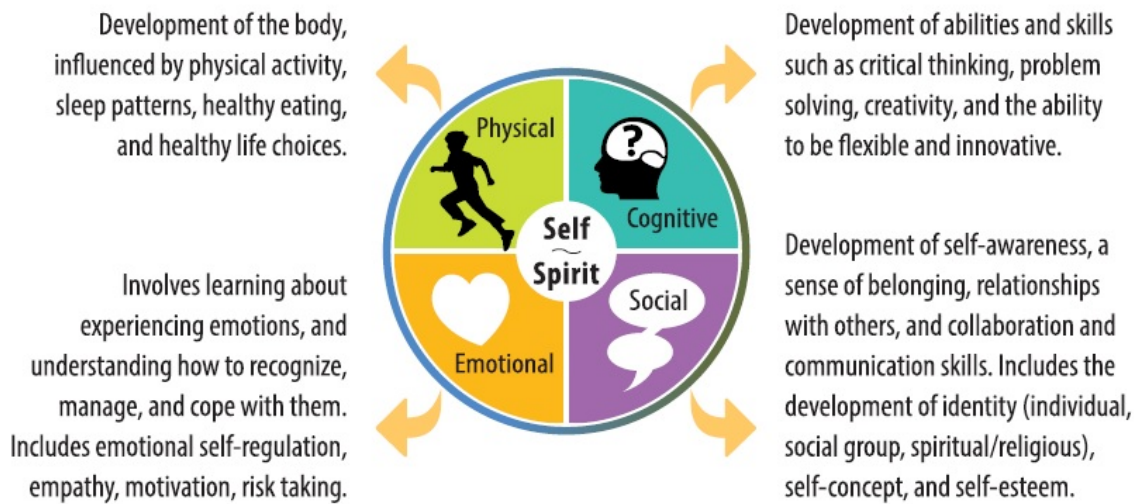 Development of the body,
influenced by physical activity,
sleep patterns, healthy eating,
and healthy life choices.
Physical
?
Cognitive
Development of abilities and skills
such as critical thinking, problem
solving, creativity, and the ability
to be flexible and innovative.
Self
~
Spirit
Involves learning about
experiencing emotions, and
understanding how to recognize,
manage, and cope with them.
Includes emotional self-regulation,
empathy, motivation, risk taking.
Emotional
Social
Development of self-awareness, a
sense of belonging, relationships
with others, and collaboration and
communication skills. Includes the
development of identity (individual,
social group, spiritual/religious),
self-concept, and self-esteem.